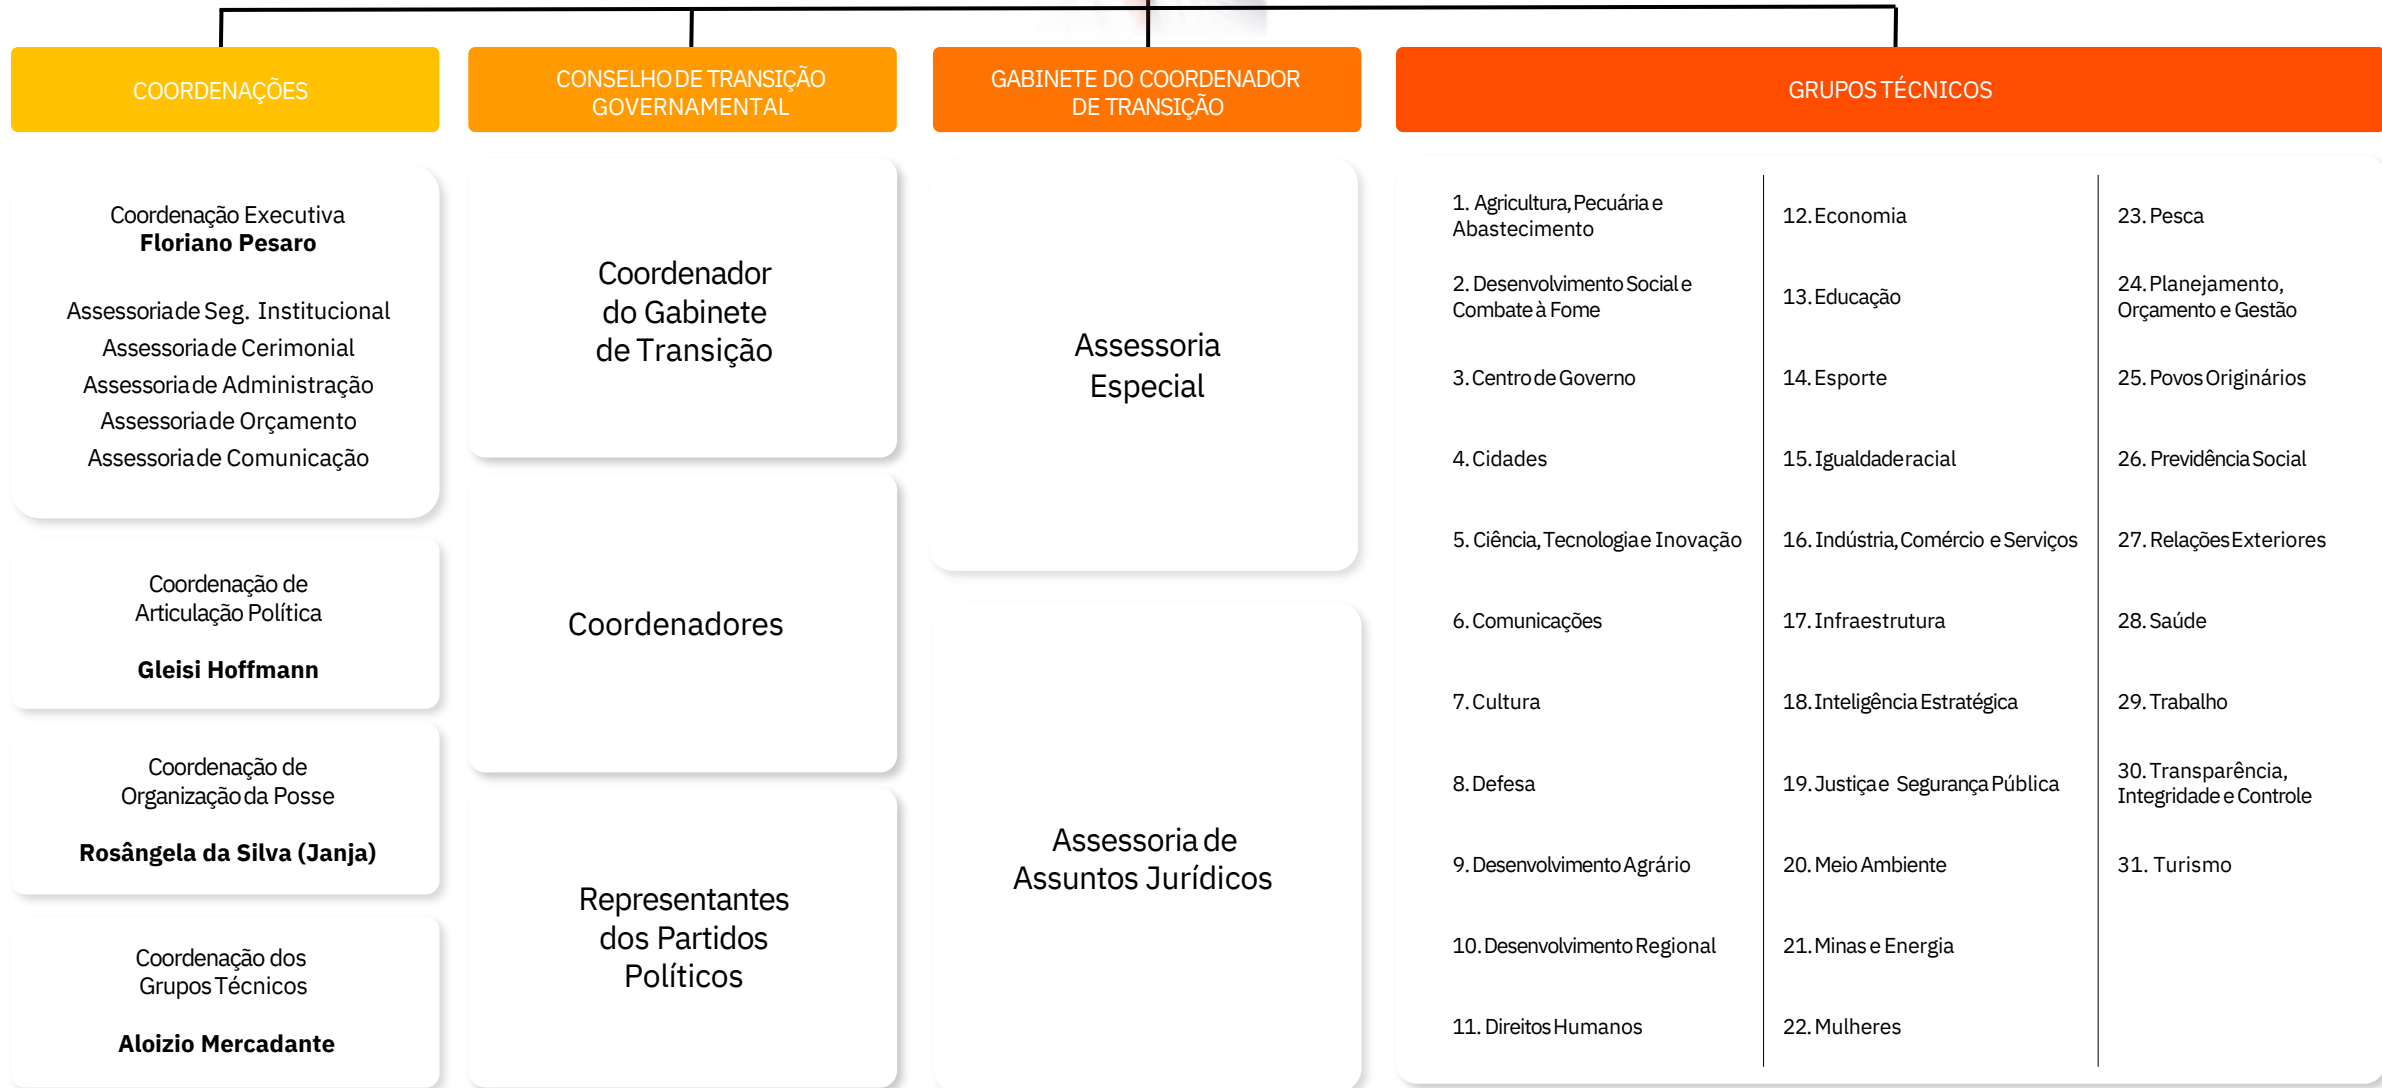 COORDENAÇÕES
Coordenação Executiva
Floriano Pesaro
Assessoria de Seg. Institucional
Assessoria de Cerimonial
Assessoria de Administração
Assessoria de Orçamento
Assessoria de Comunicação
Coordenação de
Articulação Política
Gleisi Hoffmann
Coordenação de
Organização da Posse
Rosângela da Silva (Janja)
Coordenação dos
Grupos Técnicos
Aloizio Mercadante
CONSELHO DE TRANSIÇÃO
GOVERNAMENTAL
Coordenador
do Gabinete
de Transição
Coordenadores
Representantes
dos Partidos
Políticos
GABINETE DO COORDENADOR
DE TRANSIÇÃO
Assessoria
Especial
Assessoria de
Assuntos Jurídicos
GRUPOS TÉCNICOS
1. Agricultura, Pecuária e
Abastecimento
2. Desenvolvimento Social e
Combate à Fome
3. Centro de Governo
4. Cidades
5. Ciência, Tecnologia e Inovação
6. Comunicações
7. Cultura
8. Defesa
9. Desenvolvimento Agrário
10. Desenvolvimento Regional
11. Direitos Humanos
12. Economia
13. Educação
14. Esporte
15. Igualdade racial
16. Indústria, Comércio e Serviços
17. Infraestrutura
18. Inteligência Estratégica
19. Justiça e Segurança Pública
20. Meio Ambiente
21. Minas e Energia
22. Mulheres
23. Pesca
24. Planejamento,
Orçamento e Gestão
25. Povos Originários
26. Previdência Social
27. Relações Exteriores
28. Saúde
29. Trabalho
30. Transparência,
Integridade e Controle
31. Turismo